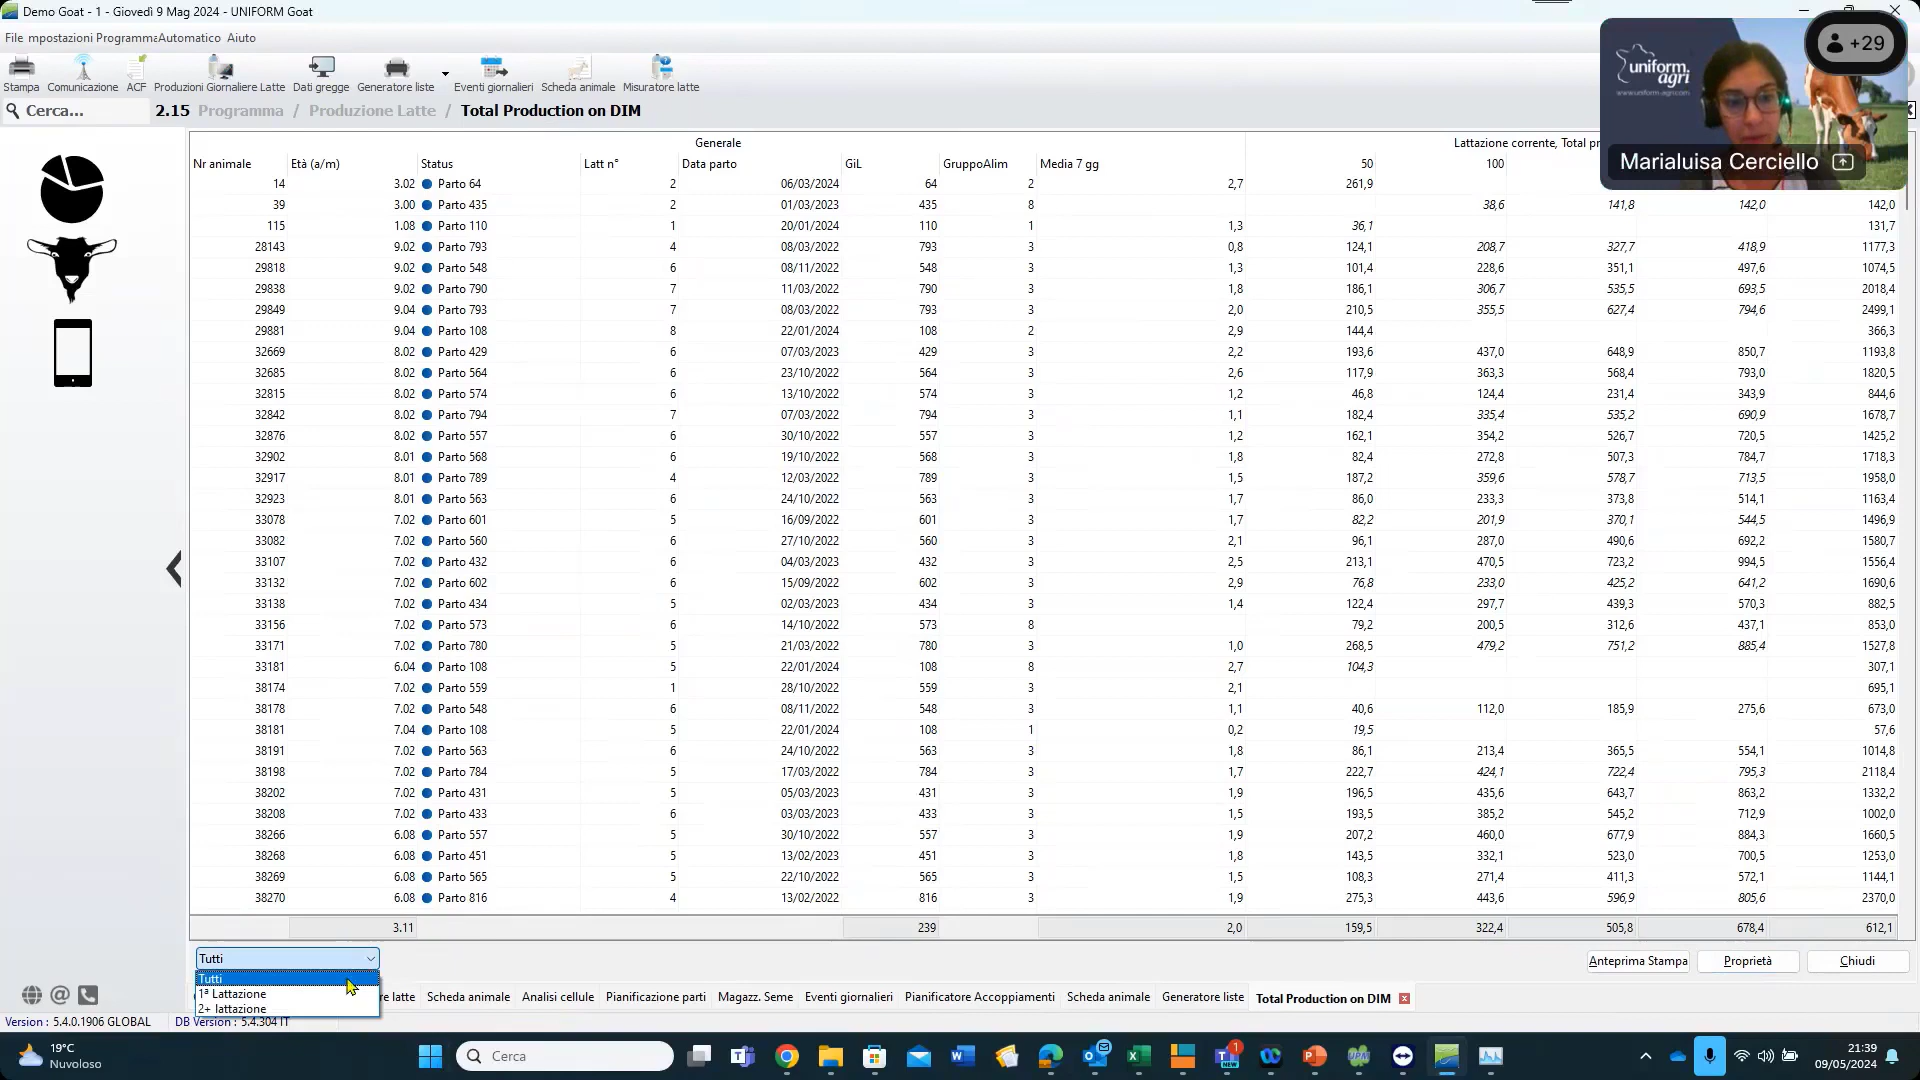 Demo Goat - 1 - Giovedì 9 Mag 2024 - UNIFORM Goat
File mpostazioni Programma Automatico Aiuto
Stampa Comunicazione ACF Produzioni Giornaliere Latte Dati gregge Generatore liste Eventi giornalieri Scheda animale Misuratore latte
Cerca... 2.15 Programma / Produzione Latte / Total Production on DIM
+29
uniform.
agri
www.uniform-agri.com
Marialuisa Cerciello
Generale Lattazione corrente, Total pr
Nr animale Età (a/m) Status Latt n° Data parto GiL GruppoAlim Media 7 gg 50 100
14 3.02 Parto 64 2 06/03/2024 64 2 2,7 261,9
39 3.00 Parto 435 2 01/03/2023 435 8 38,6 141,8 142,0 142,0
115 1.08 Parto 110 1 20/01/2024 110 1 1,3 36,1 131,7
28143 9.02 Parto 793 4 08/03/2022 793 3 0,8 124,1 208,7 327,7 418,9 1177,3
29818 9.02 Parto 548 6 08/11/2022 548 3 1,3 101,4 228,6 351,1 497,6 1074,5
29838 9.02 Parto 790 7 11/03/2022 790 3 1,8 186,1 306,7 535,5 693,5 2018,4
29849 9.04 Parto 793 7 08/03/2022 793 3 2,0 210,5 355,5 627,4 794,6 2499,1
29881 9.04 Parto 108 8 22/01/2024 108 2 2,9 144,4 366,3
32669 8.02 Parto 429 6 07/03/2023 429 3 2,2 193,6 437,0 648,9 850,7 1193,8
32685 8.02 Parto 564 6 23/10/2022 564 3 2,6 117,9 363,3 568,4 793,0 1820,5
32815 8.02 Parto 574 6 13/10/2022 574 3 1,2 46,8 124,4 231,4 343,9 844,6
32842 8.02 Parto 794 7 07/03/2022 794 3 1,1 182,4 335,4 535,2 690,9 1678,7
32876 8.02 Parto 557 6 30/10/2022 557 3 1,2 162,1 354,2 526,7 720,5 1425,2
32902 8.01 Parto 568 6 19/10/2022 568 3 1,8 82,4 272,8 507,3 784,7 1718,3
32917 8.01 Parto 789 4 12/03/2022 789 3 1,5 187,2 359,6 578,7 713,5 1958,0
32923 8.01 Parto 563 6 24/10/2022 563 3 1,7 86,0 233,3 373,8 514,1 1163,4
33078 7.02 Parto 601 5 16/09/2022 601 3 1,7 82,2 201,9 370,1 544,5 1496,9
33082 7.02 Parto 560 6 27/10/2022 560 3 2,1 96,1 287,0 490,6 692,2 1580,7
33107 7.02 Parto 432 6 04/03/2023 432 3 2,5 213,1 470,5 723,2 994,5 1556,4
33132 7.02 Parto 602 6 15/09/2022 602 3 2,9 76,8 233,0 425,2 641,2 1690,6
33138 7.02 Parto 434 5 02/03/2023 434 3 1,4 122,4 297,7 439,3 570,3 882,5
33156 7.02 Parto 573 6 14/10/2022 573 8 79,2 200,5 312,6 437,1 853,0
33171 7.02 Parto 780 5 21/03/2022 780 3 1,0 268,5 479,2 751,2 885,4 1527,8
33181 6.04 Parto 108 5 22/01/2024 108 8 2,7 104,3 307,1
38174 7.02 Parto 559 1 28/10/2022 559 3 2,1 695,1
38178 7.02 Parto 548 6 08/11/2022 548 3 1,1 40,6 112,0 185,9 275,6 673,0
38181 7.04 Parto 108 5 22/01/2024 108 1 0,2 19,5 57,6
38191 7.02 Parto 563 6 24/10/2022 563 3 1,8 86,1 213,4 365,5 554,1 1014,8
38198 7.02 Parto 784 5 17/03/2022 784 3 1,7 222,7 424,1 722,4 795,3 2118,4
38202 7.02 Parto 431 5 05/03/2023 431 3 1,9 196,5 435,6 643,7 863,2 1332,2
38208 7.02 Parto 433 6 03/03/2023 433 3 1,5 193,5 385,2 545,2 712,9 1002,0
38266 6.08 Parto 557 5 30/10/2022 557 3 1,9 207,2 460,0 677,9 884,3 1660,5
38268 6.08 Parto 451 5 13/02/2023 451 3 1,8 143,5 332,1 523,0 700,5 1253,0
38269 6.08 Parto 565 5 22/10/2022 565 3 1,5 108,3 271,4 411,3 572,1 1144,1
38270 6.08 Parto 816 4 13/02/2022 816 3 1,9 275,3 443,6 596,9 805,6 2370,0
3.11 239 2,0 159,5 322,4 505,8 678,4 612,1
Tutti Anteprima Stampa Proprietà Chiudi
Tutti
1ª Lattazione
2+ lattazione
re latte Scheda animale Analisi cellule Pianificazione parti Magazz. Seme Eventi giornalieri Pianificatore Accoppiamenti Scheda animale Generatore liste Total Production on DIM
Version : 5.4.0.1906 GLOBAL DB Version : 5.4.304 IT
19°C
Nuvoloso
Cerca
1
NEW
UPM
21:39
09/05/2024